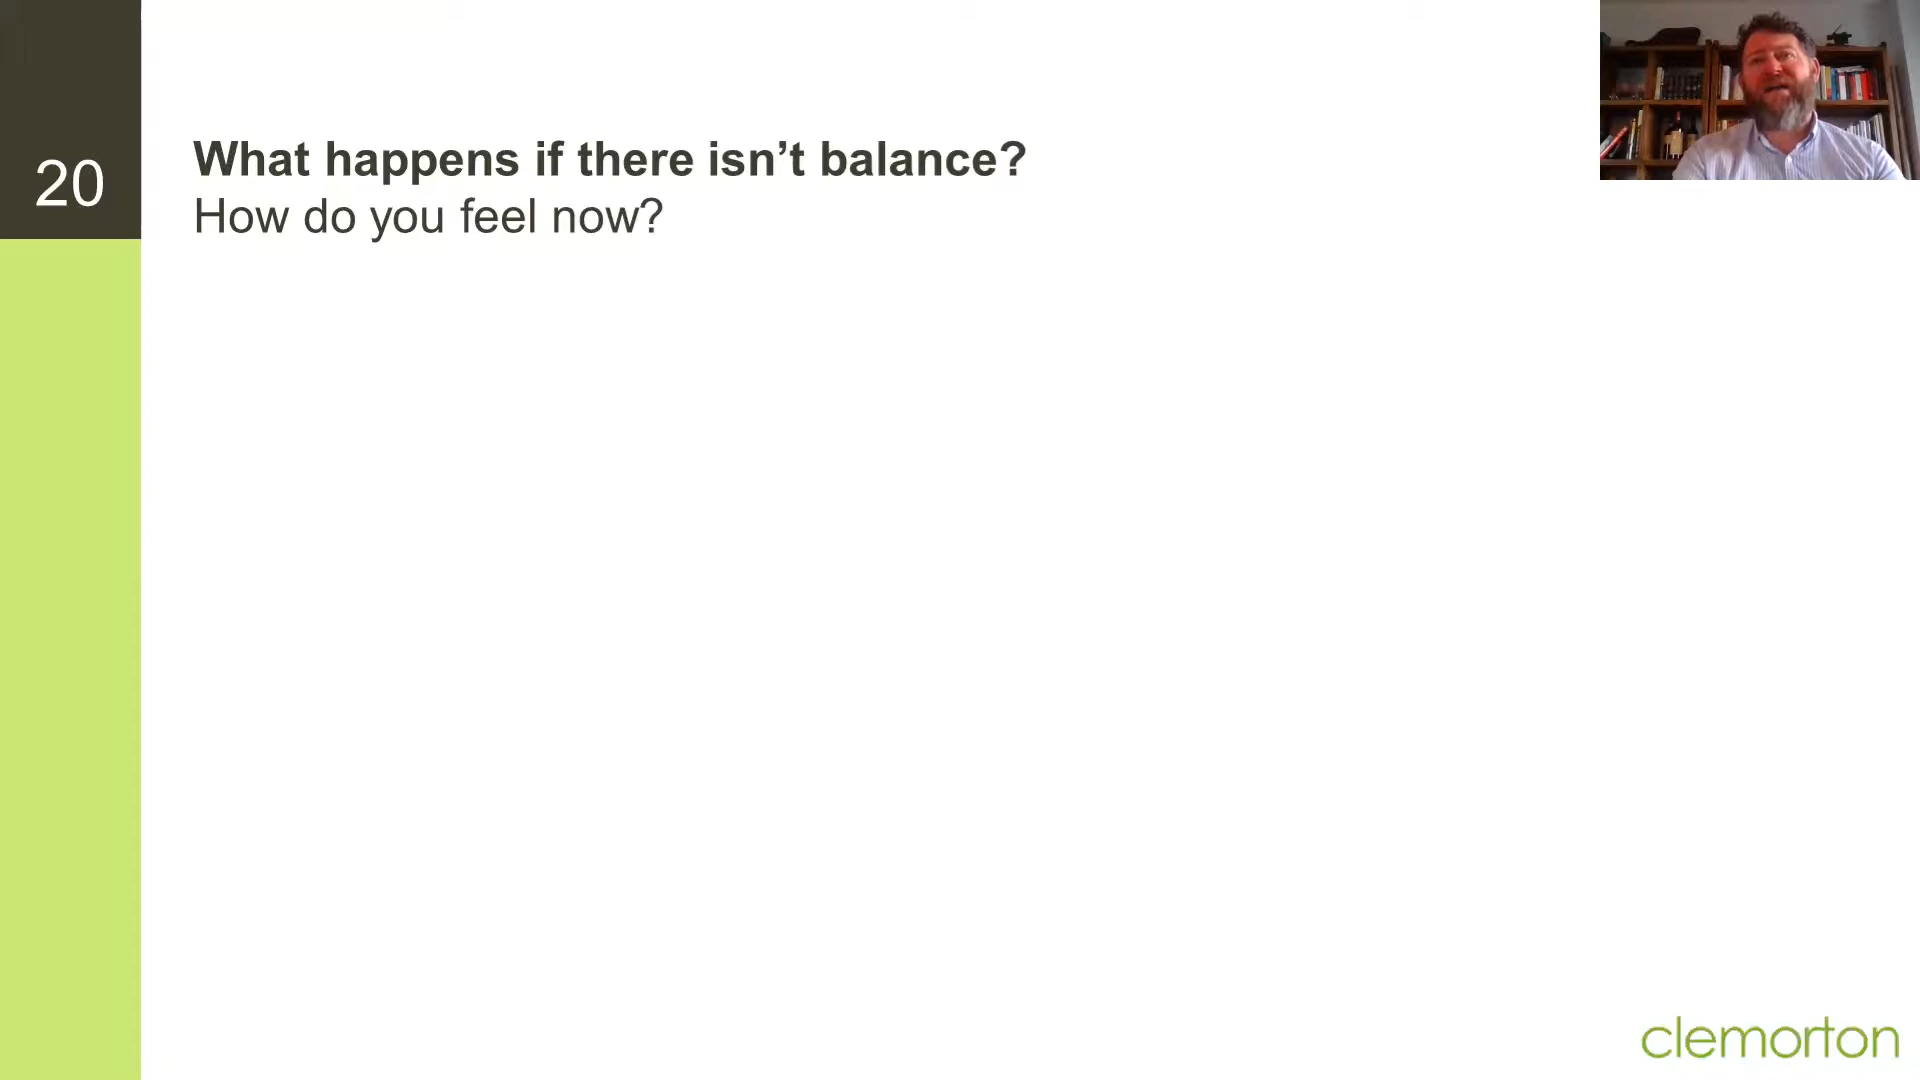 20
What happens if there isn’t balance?
How do you feel now?
clemorton